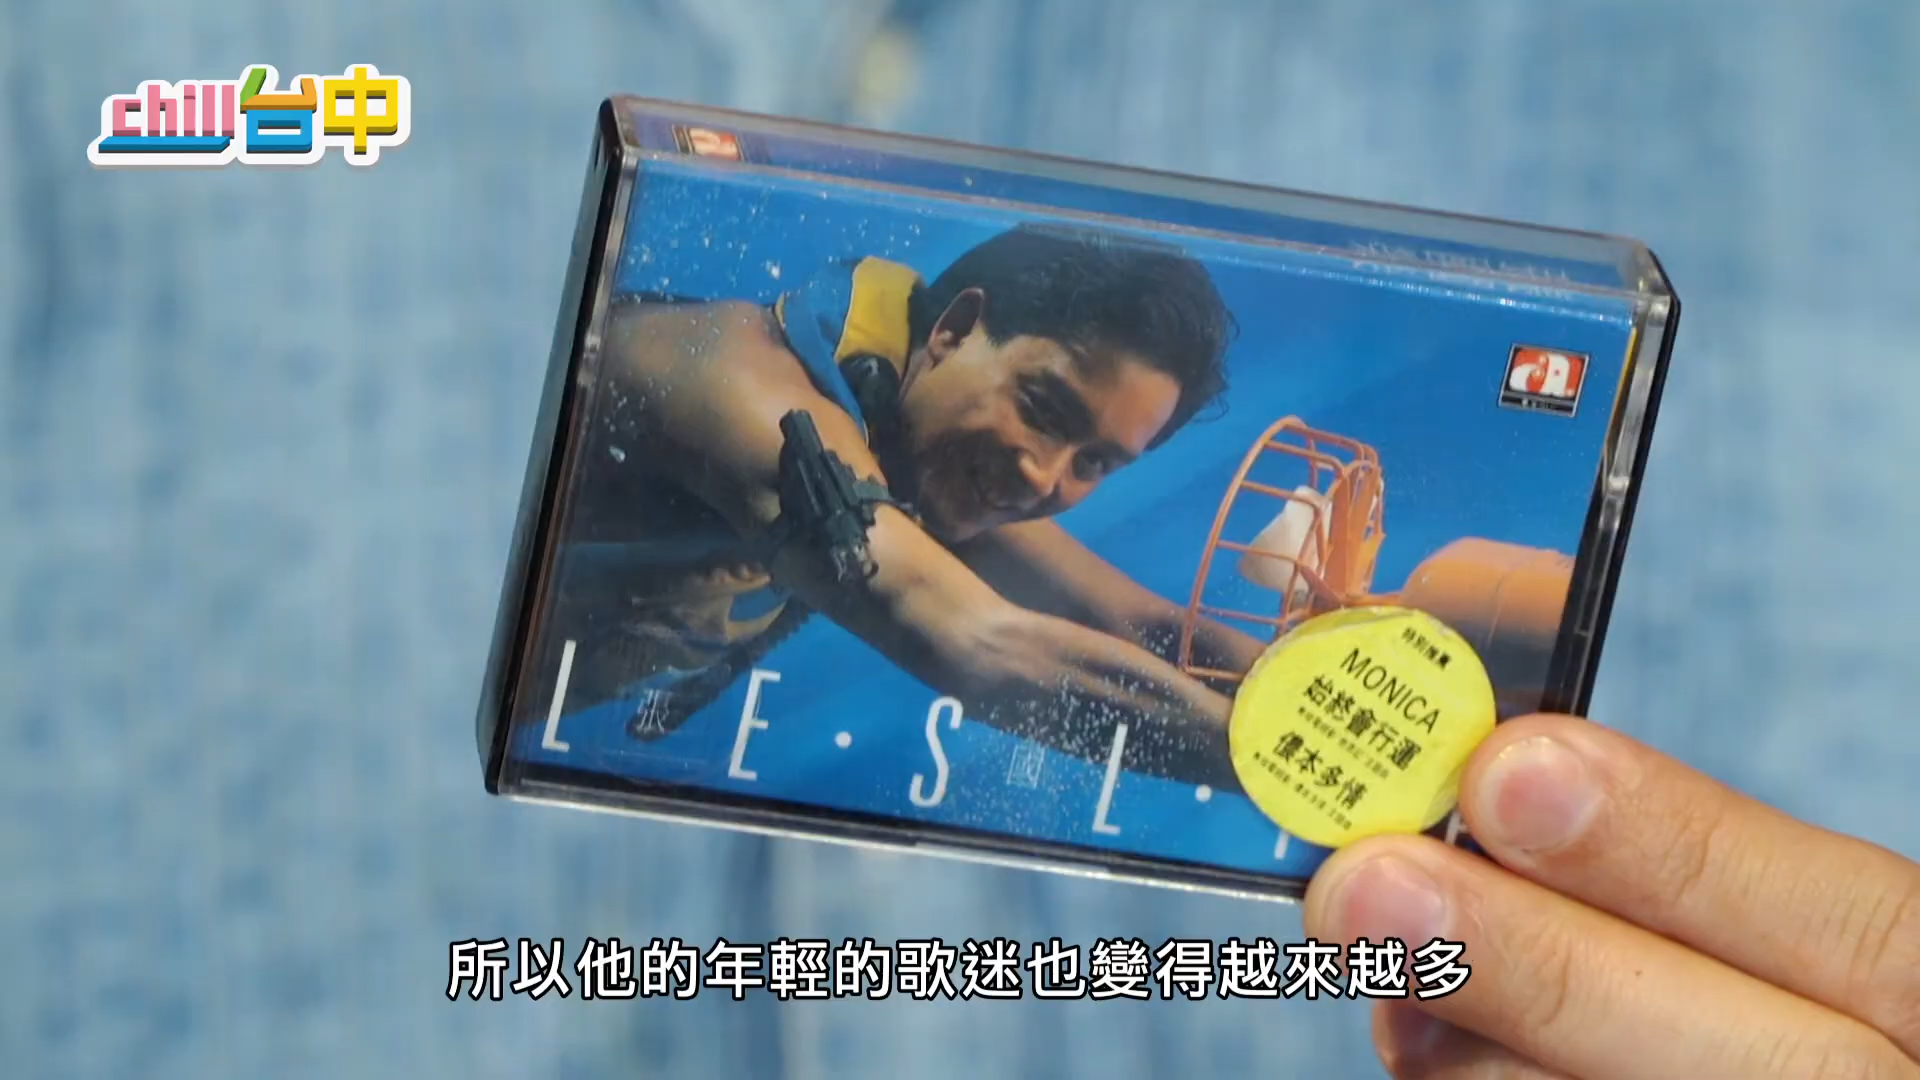 chill台中
L·E·S·L·I
張
國
特別推薦
MONICA
始終會行運
儂本多情
所以他的年輕的歌迷也變得越來越多